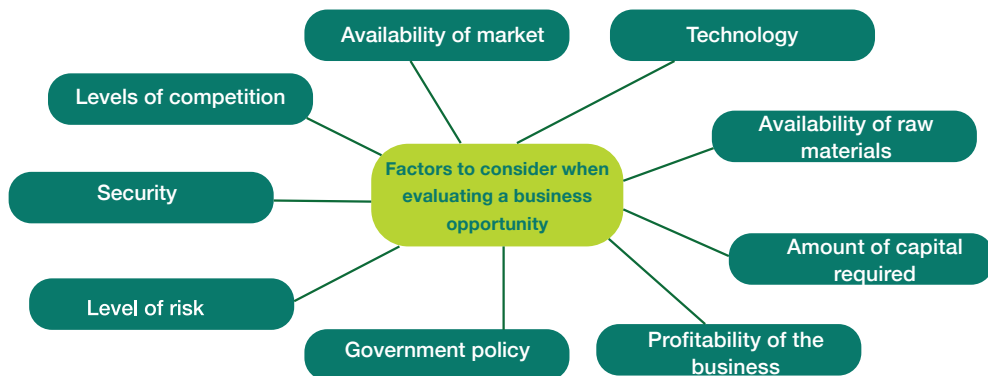 Availability of market
Technology
Levels of competition
Availability of raw
materials
Factors to consider when
evaluating a business
opportunity
Security
Amount of capital
required
Level of risk
Government policy
Profitability of the
business